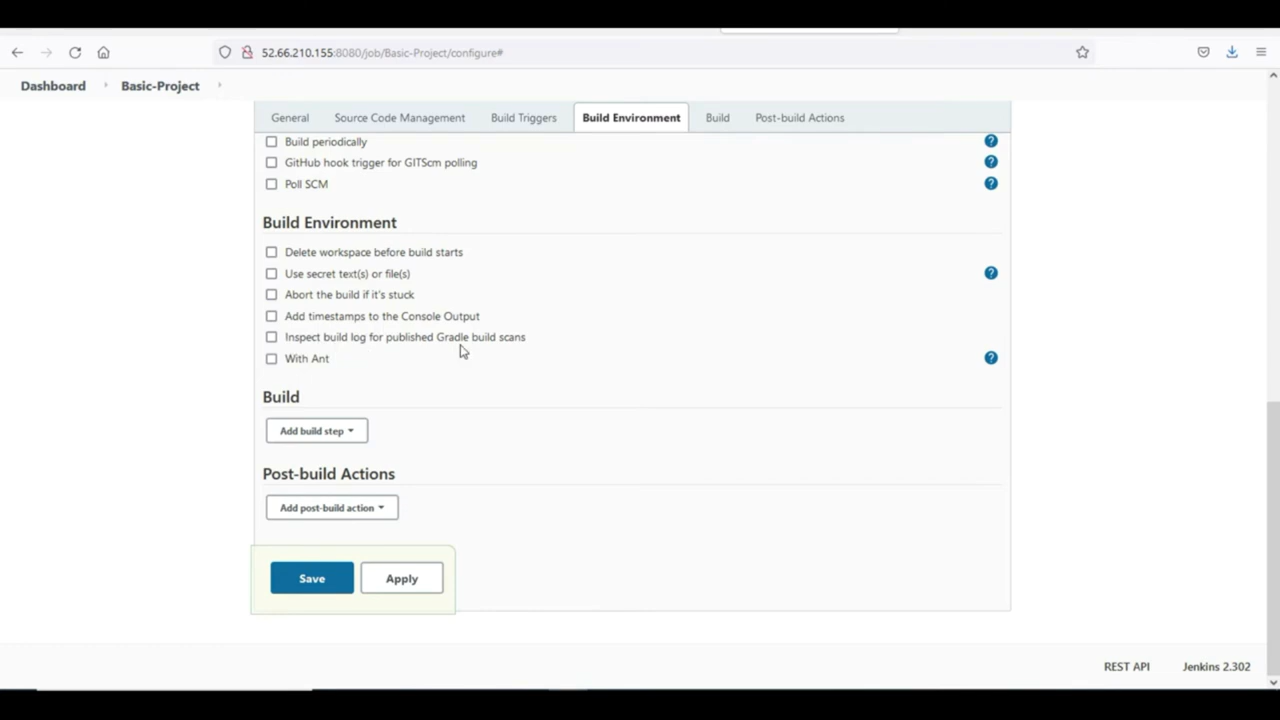 52.66.210.155:8080/job/Basic-Project/configure#
Dashboard Basic-Project
General Source Code Management Build Triggers Build Environment Build Post-build Actions
Build periodically ?
GitHub hook trigger for GITScm polling ?
Poll SCM ?
Build Environment
Delete workspace before build starts
Use secret text(s) or file(s) ?
Abort the build if it's stuck
Add timestamps to the Console Output
Inspect build log for published Gradle build scans
With Ant ?
Build
Add build step
Post-build Actions
Add post-build action
Save Apply
REST API Jenkins 2.302